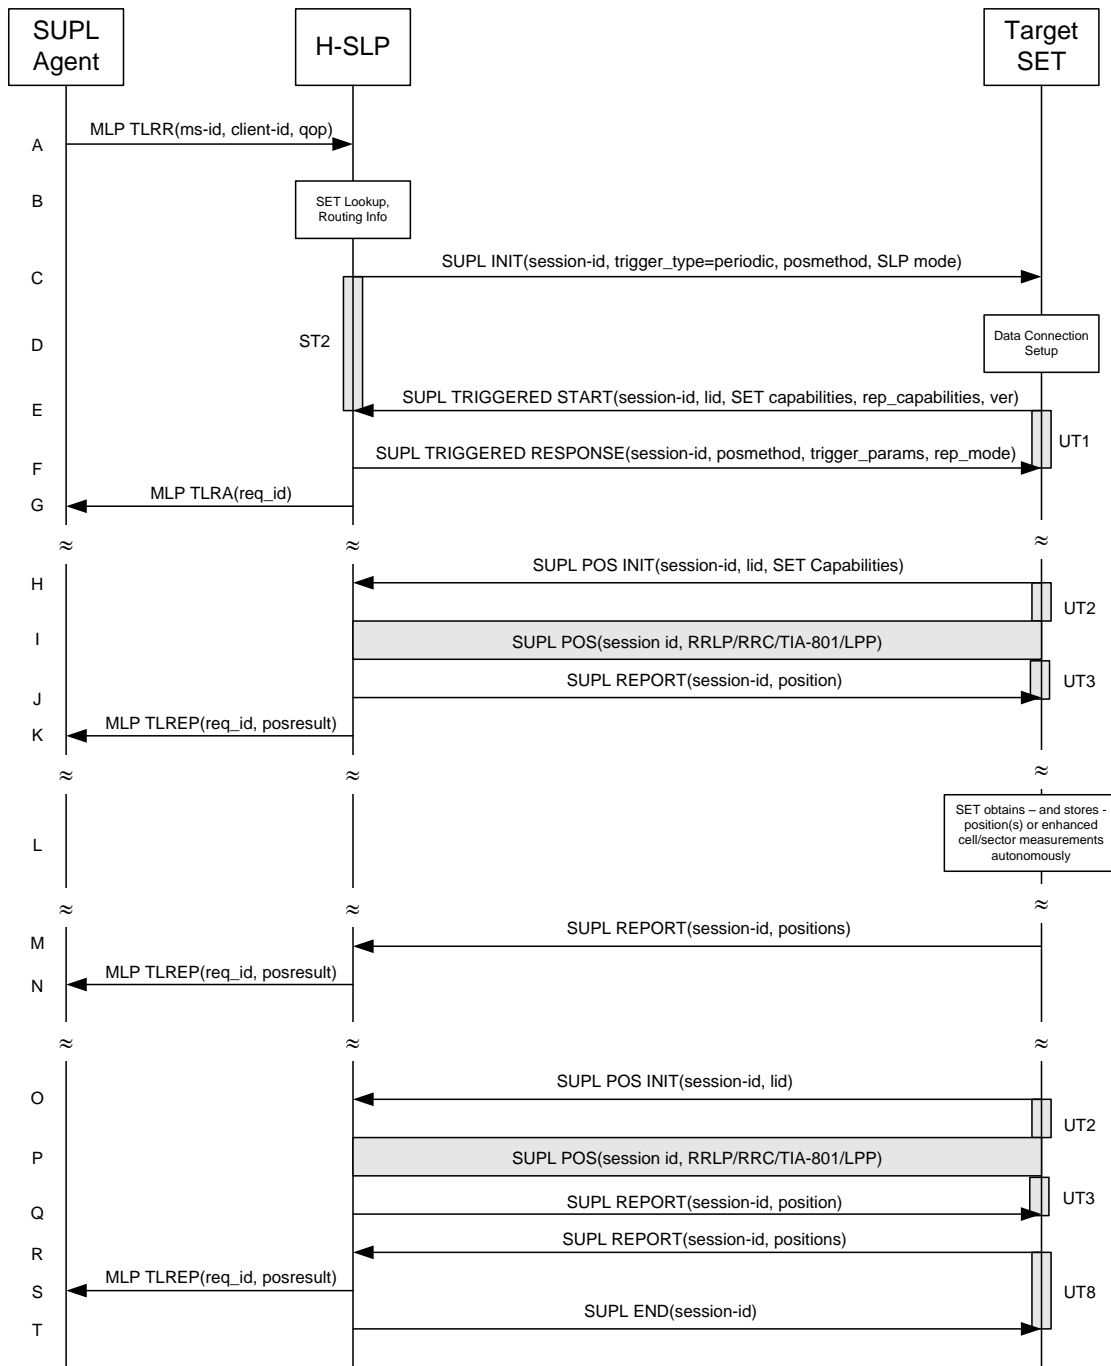 SUPL
Agent
H-SLP
Target
SET
A
MLP TLRR(ms-id, client-id, qop)
B
SET Lookup,
Routing Info
C
SUPL INIT(session-id, trigger_type=periodic, posmethod, SLP mode)
D
ST2
Data Connection
Setup
E
SUPL TRIGGERED START(session-id, lid, SET capabilities, rep_capabilities, ver)
UT1
F
SUPL TRIGGERED RESPONSE(session-id, posmethod, trigger_params, rep_mode)
G
MLP TLRA(req_id)
≈ ≈ ≈
H
SUPL POS INIT(session-id, lid, SET Capabilities)
UT2
I
SUPL POS(session id, RRLP/RRC/TIA-801/LPP)
J
SUPL REPORT(session-id, position)
UT3
K
MLP TLREP(req_id, posresult)
≈ ≈ ≈
L
SET obtains – and stores -
position(s) or enhanced
cell/sector measurements
autonomously
≈ ≈ ≈
M
SUPL REPORT(session-id, positions)
N
MLP TLREP(req_id, posresult)
≈ ≈ ≈
O
SUPL POS INIT(session-id, lid)
UT2
P
SUPL POS(session id, RRLP/RRC/TIA-801/LPP)
Q
SUPL REPORT(session-id, position)
UT3
R
SUPL REPORT(session-id, positions)
S
MLP TLREP(req_id, posresult)
UT8
T
SUPL END(session-id)